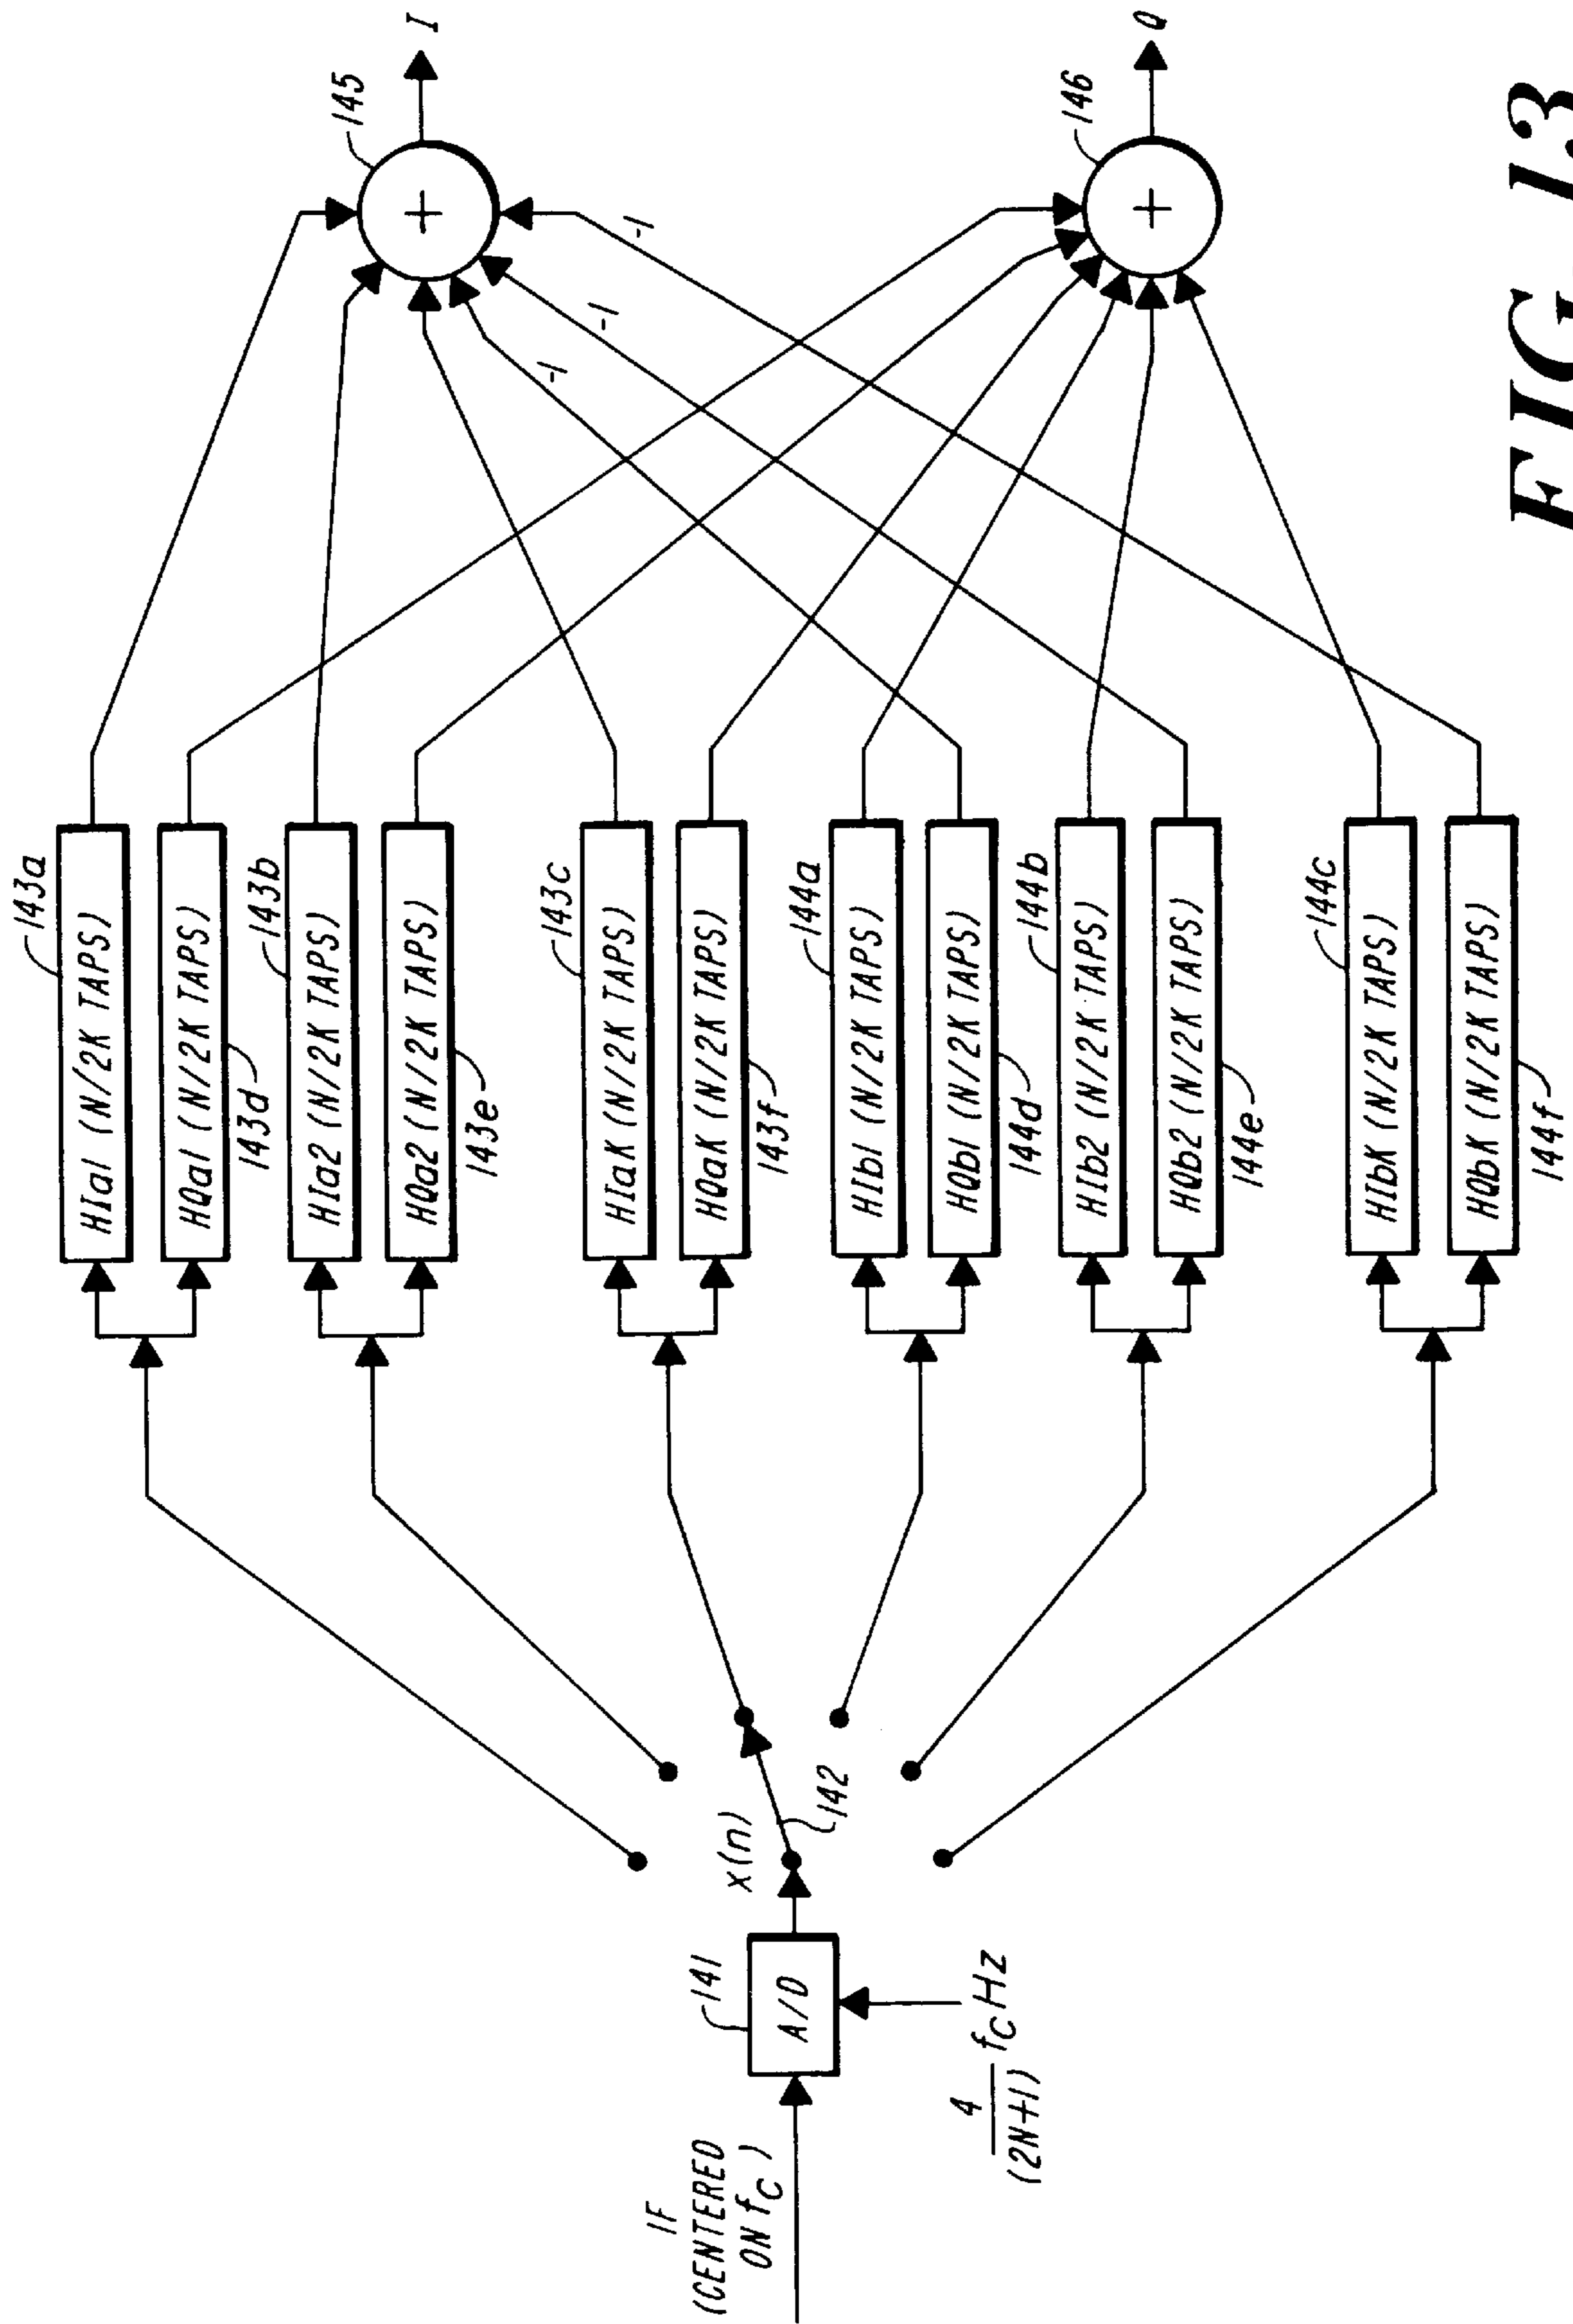 IF
(CENTERED
ON fc)
141
A/D
4
(2N+1)
fc Hz
x(n)
142
143a
HIa1 (N/2K TAPS)
HQa1 (N/2K TAPS)
143d
143b
HIa2 (N/2K TAPS)
HQa2 (N/2K TAPS)
143e
143c
HIaK (N/2K TAPS)
HQaK (N/2K TAPS)
143f
144a
HIb1 (N/2K TAPS)
HQb1 (N/2K TAPS)
144d
144b
HIb2 (N/2K TAPS)
HQb2 (N/2K TAPS)
144e
144c
HIbK (N/2K TAPS)
HQbK (N/2K TAPS)
144f
-1
-1
-1
145
+
I
146
+
Q
FIG. 13